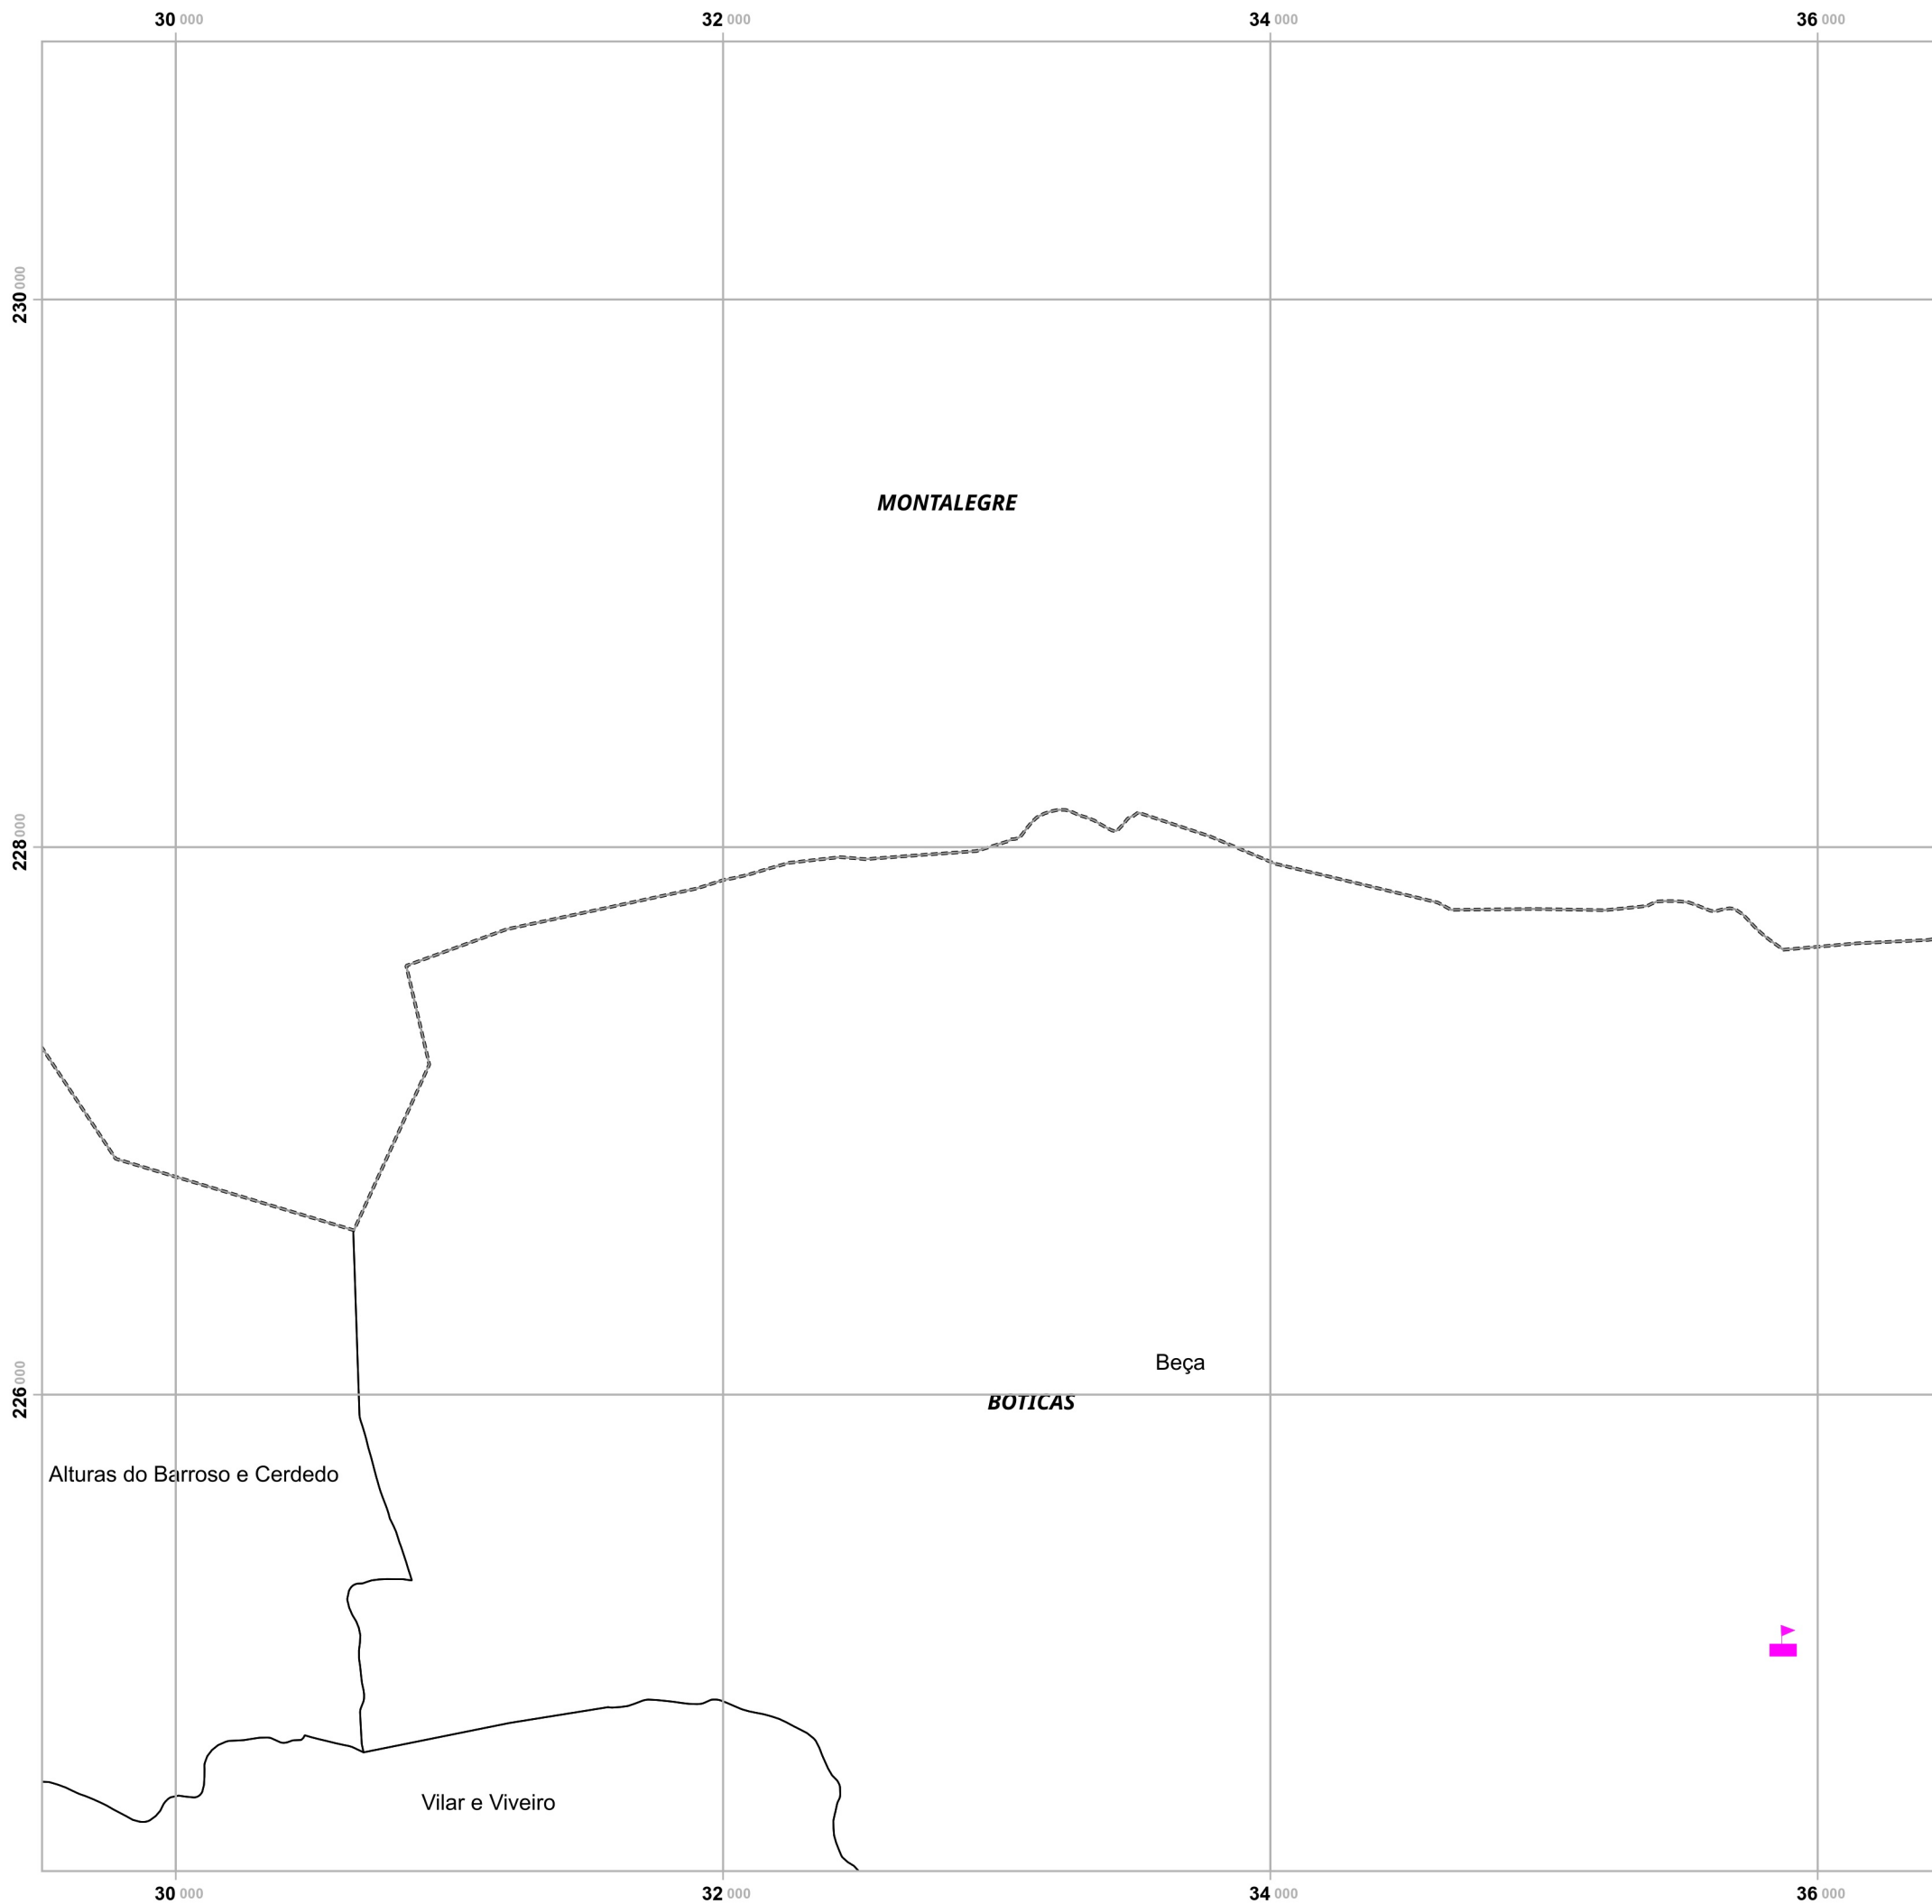 30 000 32 000 34 000 36 000
230 000
MONTALEGRE
228 000
Beça
226 000
BOTICAS
Alturas do Barroso e Cerdedo
Vilar e Viveiro
30 000 32 000 34 000 36 000